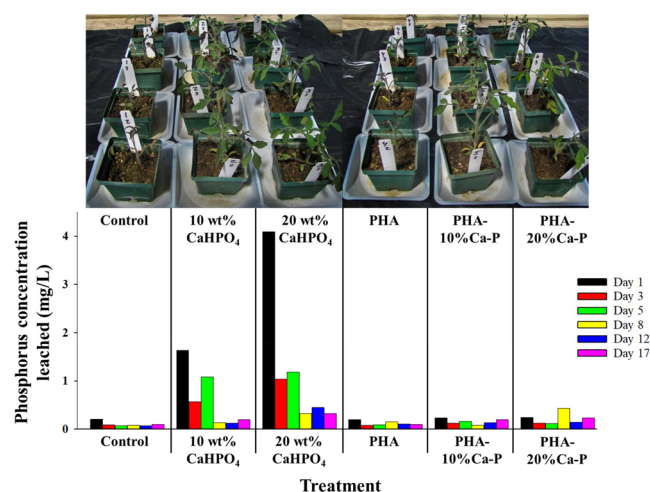 Control
10 wt%
CaHPO₄
20 wt%
CaHPO₄
PHA
PHA-
10%Ca-P
PHA-
20%Ca-P
Phosphorus concentration
leached (mg/L)
4
2
1
0
Day 1
Day 3
Day 5
Day 8
Day 12
Day 17
Control
10 wt%
CaHPO₄
20 wt%
CaHPO₄
PHA
PHA-
10%Ca-P
PHA-
20%Ca-P
Treatment